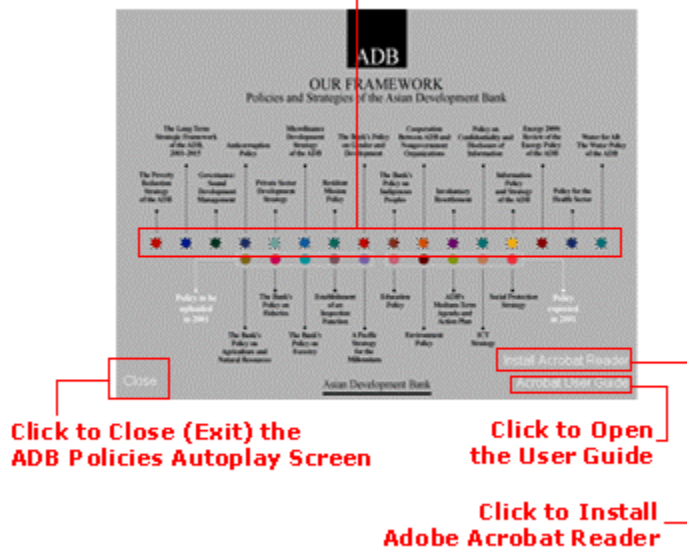 ADB
OUR FRAMEWORK
Policies and Strategies of the Asian Development Bank
The Long Term
Strategic Framework
of the ADB,
2001-2015
Anticorruption
Policy
Microfinance
Development
Strategy
of the ADB
The Bank's Policy
on Gender and
Development
Cooperation
Between ADB and
Nongovernment
Organizations
Policy on
Confidentiality and
Disclosure of
Information
Energy 2000:
Review of the
Energy Policy
of the ADB
Water for All:
The Water Policy
of the ADB
The Poverty
Reduction
Strategy
of the ADB
Governance:
Sound
Development
Management
Private Sector
Development
Strategy
Resident
Mission
Policy
The Bank's
Policy on
Indigenous
Peoples
Involuntary
Resettlement
Information
Policy
and Strategy
of the ADB
Policy for the
Health Sector
Policy to be
uploaded
in 2001
The Bank's
Policy on
Fisheries
Establishment
of an
Inspection
Function
Education
Policy
ADB's
Medium-Term
Agenda and
Action Plan
Social Protection
Strategy
Policy
expected
in 2001
The Bank's
Policy on
Agriculture and
Natural Resources
The Bank's
Policy on
Forestry
A Pacific
Strategy
for the
Millennium
Environment
Policy
ICT
Strategy
Install Acrobat Reader
Close
Acrobat User Guide
Asian Development Bank
Click to Close (Exit) the
ADB Policies Autoplay Screen
Click to Open
the User Guide
Click to Install
Adobe Acrobat Reader